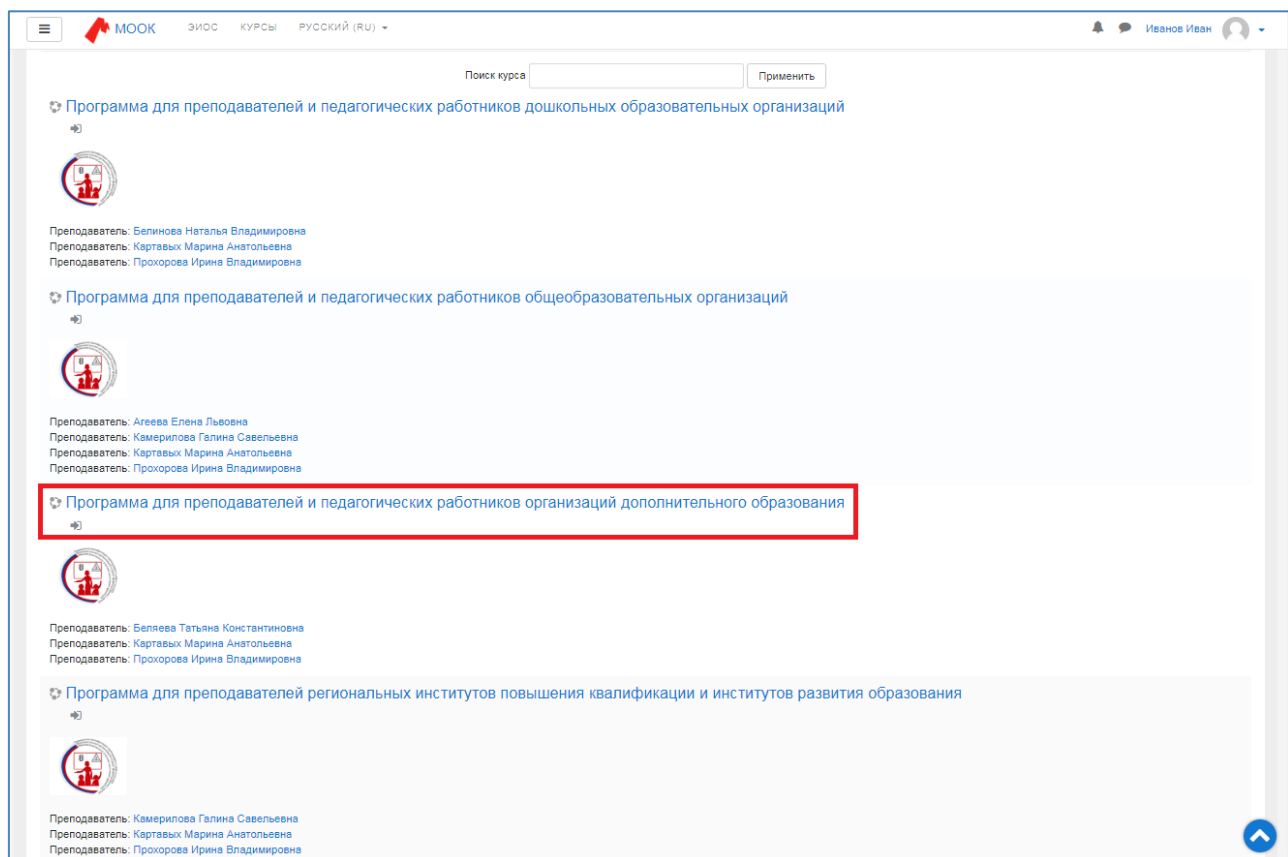 МООК ЭИОС КУРСЫ РУССКИЙ (RU) Иванов Иван
Поиск курса Применить
Программа для преподавателей и педагогических работников дошкольных образовательных организаций
Преподаватель: Белинова Наталья Владимировна
Преподаватель: Картавых Марина Анатольевна
Преподаватель: Прохорова Ирина Владимировна
Программа для преподавателей и педагогических работников общеобразовательных организаций
Преподаватель: Агеева Елена Львовна
Преподаватель: Камерилова Галина Савельевна
Преподаватель: Картавых Марина Анатольевна
Преподаватель: Прохорова Ирина Владимировна
Программа для преподавателей и педагогических работников организаций дополнительного образования
Преподаватель: Беляева Татьяна Константиновна
Преподаватель: Картавых Марина Анатольевна
Преподаватель: Прохорова Ирина Владимировна
Программа для преподавателей региональных институтов повышения квалификации и институтов развития образования
Преподаватель: Камерилова Галина Савельевна
Преподаватель: Картавых Марина Анатольевна
Преподаватель: Прохорова Ирина Владимировна